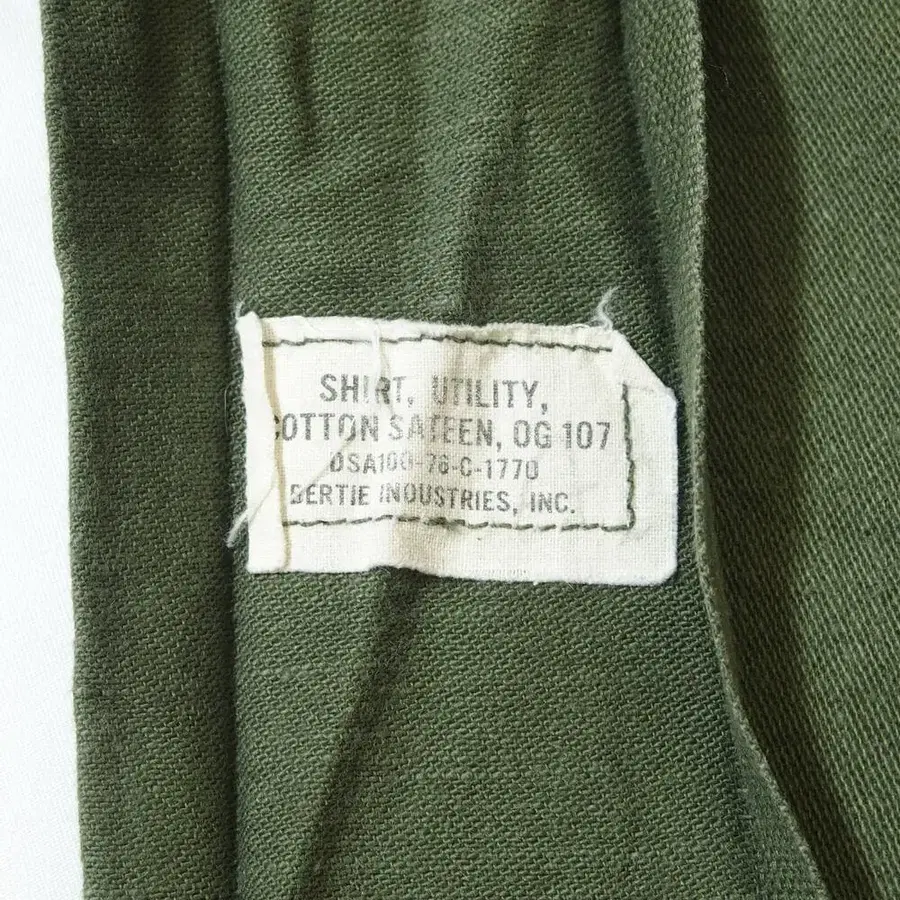 SHIRT, UTILITY,
COTTON SATEEN, OG 107
DSA100-76-C-1770
BERTIE INDUSTRIES, INC.